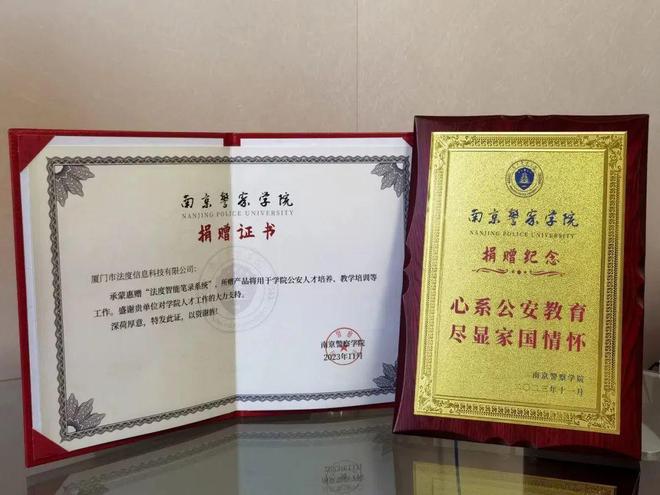 南京警察学院
NANJING POLICE UNIVERSITY
捐赠证书
厦门市法度信息科技有限公司：
承蒙惠赠“法度智能笔录系统”，所赠产品将用于学院公安人才培养、教学培训等
工作。感谢贵单位对学院人才工作的大力支持。
深荷厚意，特发此证，以资谢旌！
南京警察学院
2023年11月
南京警察学院
NANJING POLICE UNIVERSITY
捐赠纪念
心系公安教育
尽显家国情怀
南京警察学院
二〇二三年十一月